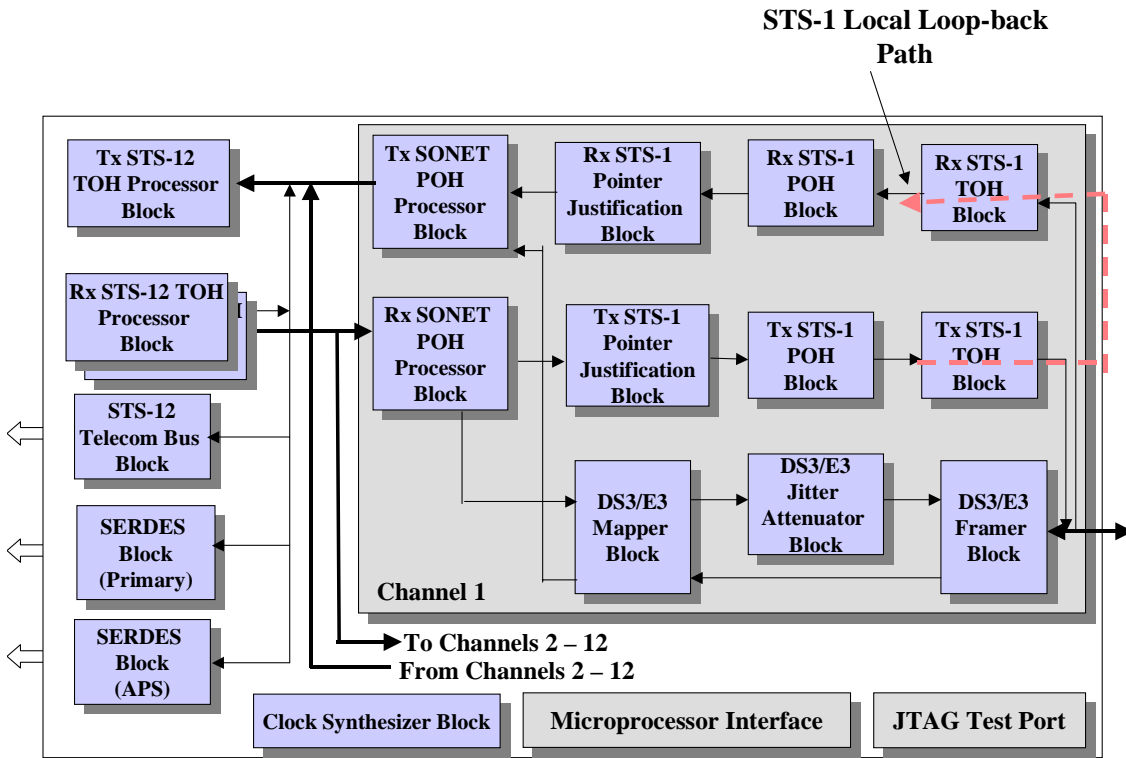 STS-1 Local Loop-back
Path
Tx STS-12
TOH Processor
Block
Tx SONET
POH
Processor
Block
Rx STS-1
Pointer
Justification
Block
Rx STS-1
POH
Block
Rx STS-1
TOH
Block
Rx STS-12 TOH
Processor
Block
Rx SONET
POH
Processor
Block
Tx STS-1
Pointer
Justification
Block
Tx STS-1
POH
Block
Tx STS-1
TOH
Block
STS-12
Telecom Bus
Block
DS3/E3
Mapper
Block
DS3/E3
Jitter
Attenuator
Block
DS3/E3
Framer
Block
SERDES
Block
(Primary)
Channel 1
SERDES
Block
(APS)
To Channels 2 – 12
From Channels 2 – 12
Clock Synthesizer Block
Microprocessor Interface
JTAG Test Port